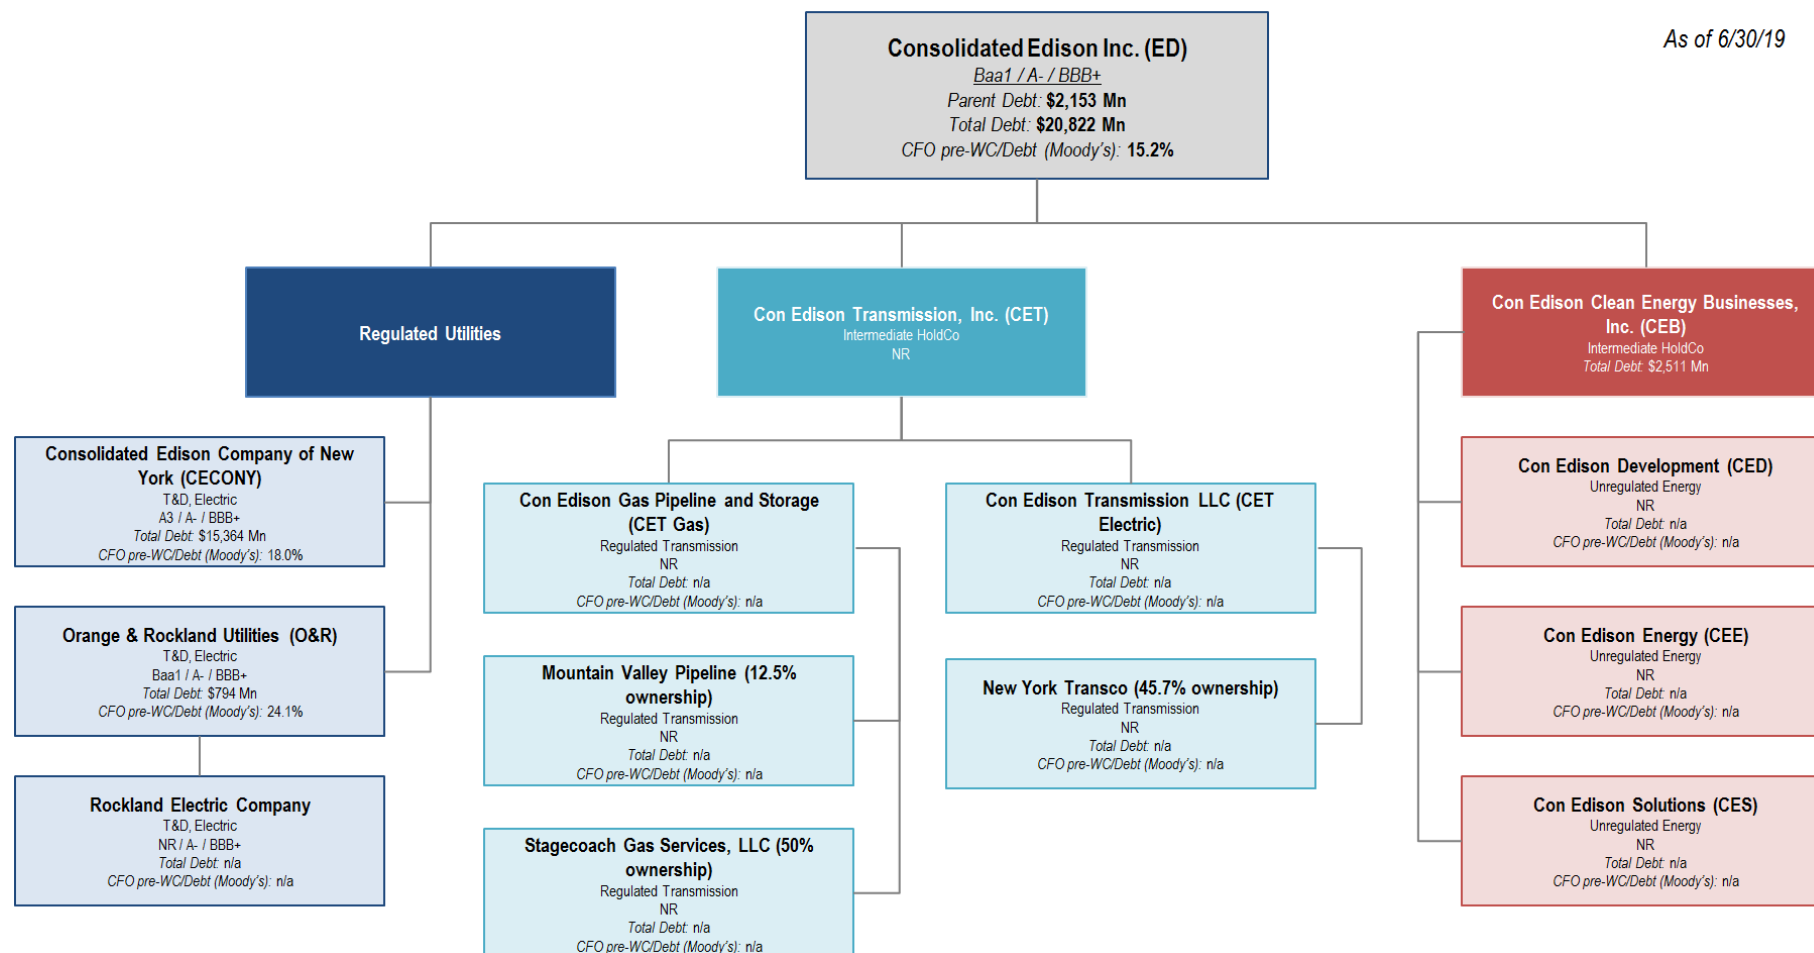 As of 6/30/19
Consolidated Edison Inc. (ED)
Baa1 / A- / BBB+
Parent Debt: $2,153 Mn
Total Debt: $20,822 Mn
CFO pre-WC/Debt (Moody's): 15.2%
Regulated Utilities
Con Edison Transmission, Inc. (CET)
Intermediate HoldCo
NR
Con Edison Clean Energy Businesses,
Inc. (CEB)
Intermediate HoldCo
Total Debt: $2,511 Mn
Consolidated Edison Company of New
York (CECONY)
T&D, Electric
A3 / A- / BBB+
Total Debt: $15,364 Mn
CFO pre-WC/Debt (Moody's): 18.0%
Orange & Rockland Utilities (O&R)
T&D, Electric
Baa1 / A- / BBB+
Total Debt: $794 Mn
CFO pre-WC/Debt (Moody's): 24.1%
Rockland Electric Company
T&D, Electric
NR / A- / BBB+
Total Debt: n/a
CFO pre-WC/Debt (Moody's): n/a
Con Edison Gas Pipeline and Storage
(CET Gas)
Regulated Transmission
NR
Total Debt: n/a
CFO pre-WC/Debt (Moody's): n/a
Mountain Valley Pipeline (12.5%
ownership)
Regulated Transmission
NR
Total Debt: n/a
CFO pre-WC/Debt (Moody's): n/a
Stagecoach Gas Services, LLC (50%
ownership)
Regulated Transmission
NR
Total Debt: n/a
CFO pre-WC/Debt (Moody's): n/a
Con Edison Transmission LLC (CET
Electric)
Regulated Transmission
NR
Total Debt: n/a
CFO pre-WC/Debt (Moody's): n/a
New York Transco (45.7% ownership)
Regulated Transmission
NR
Total Debt: n/a
CFO pre-WC/Debt (Moody's): n/a
Con Edison Development (CED)
Unregulated Energy
NR
Total Debt: n/a
CFO pre-WC/Debt (Moody's): n/a
Con Edison Energy (CEE)
Unregulated Energy
NR
Total Debt: n/a
CFO pre-WC/Debt (Moody's): n/a
Con Edison Solutions (CES)
Unregulated Energy
NR
Total Debt: n/a
CFO pre-WC/Debt (Moody's): n/a